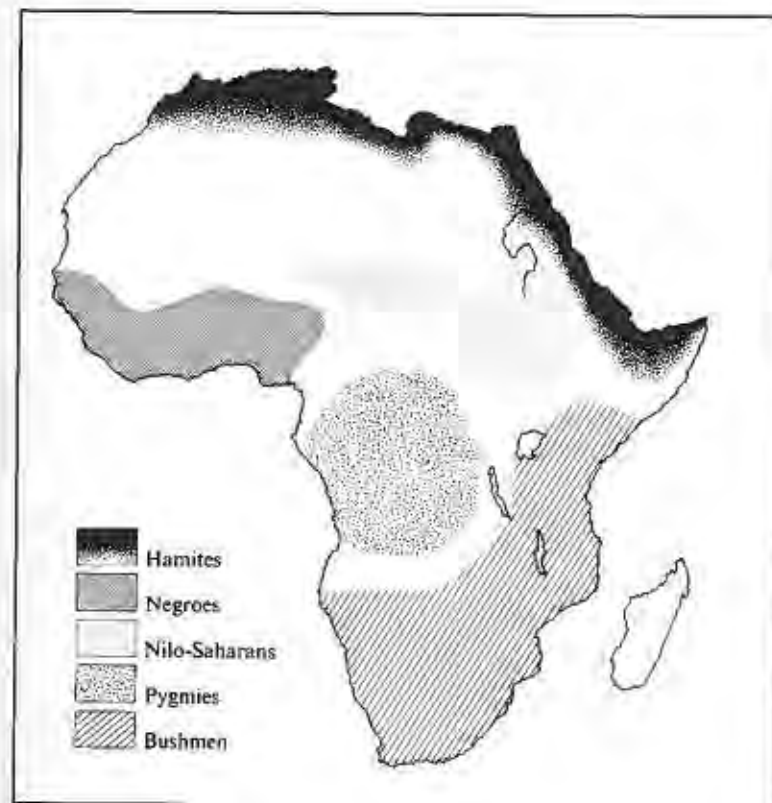 Hamites
Negroes
Nilo-Saharans
Pygmies
Bushmen